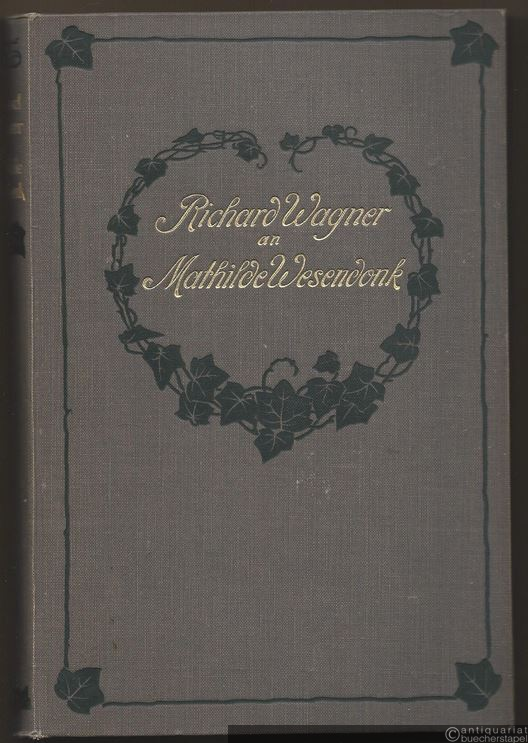 Richard Wagner
an
Mathilde Wesendonk
© antiquariat
buecherstapel